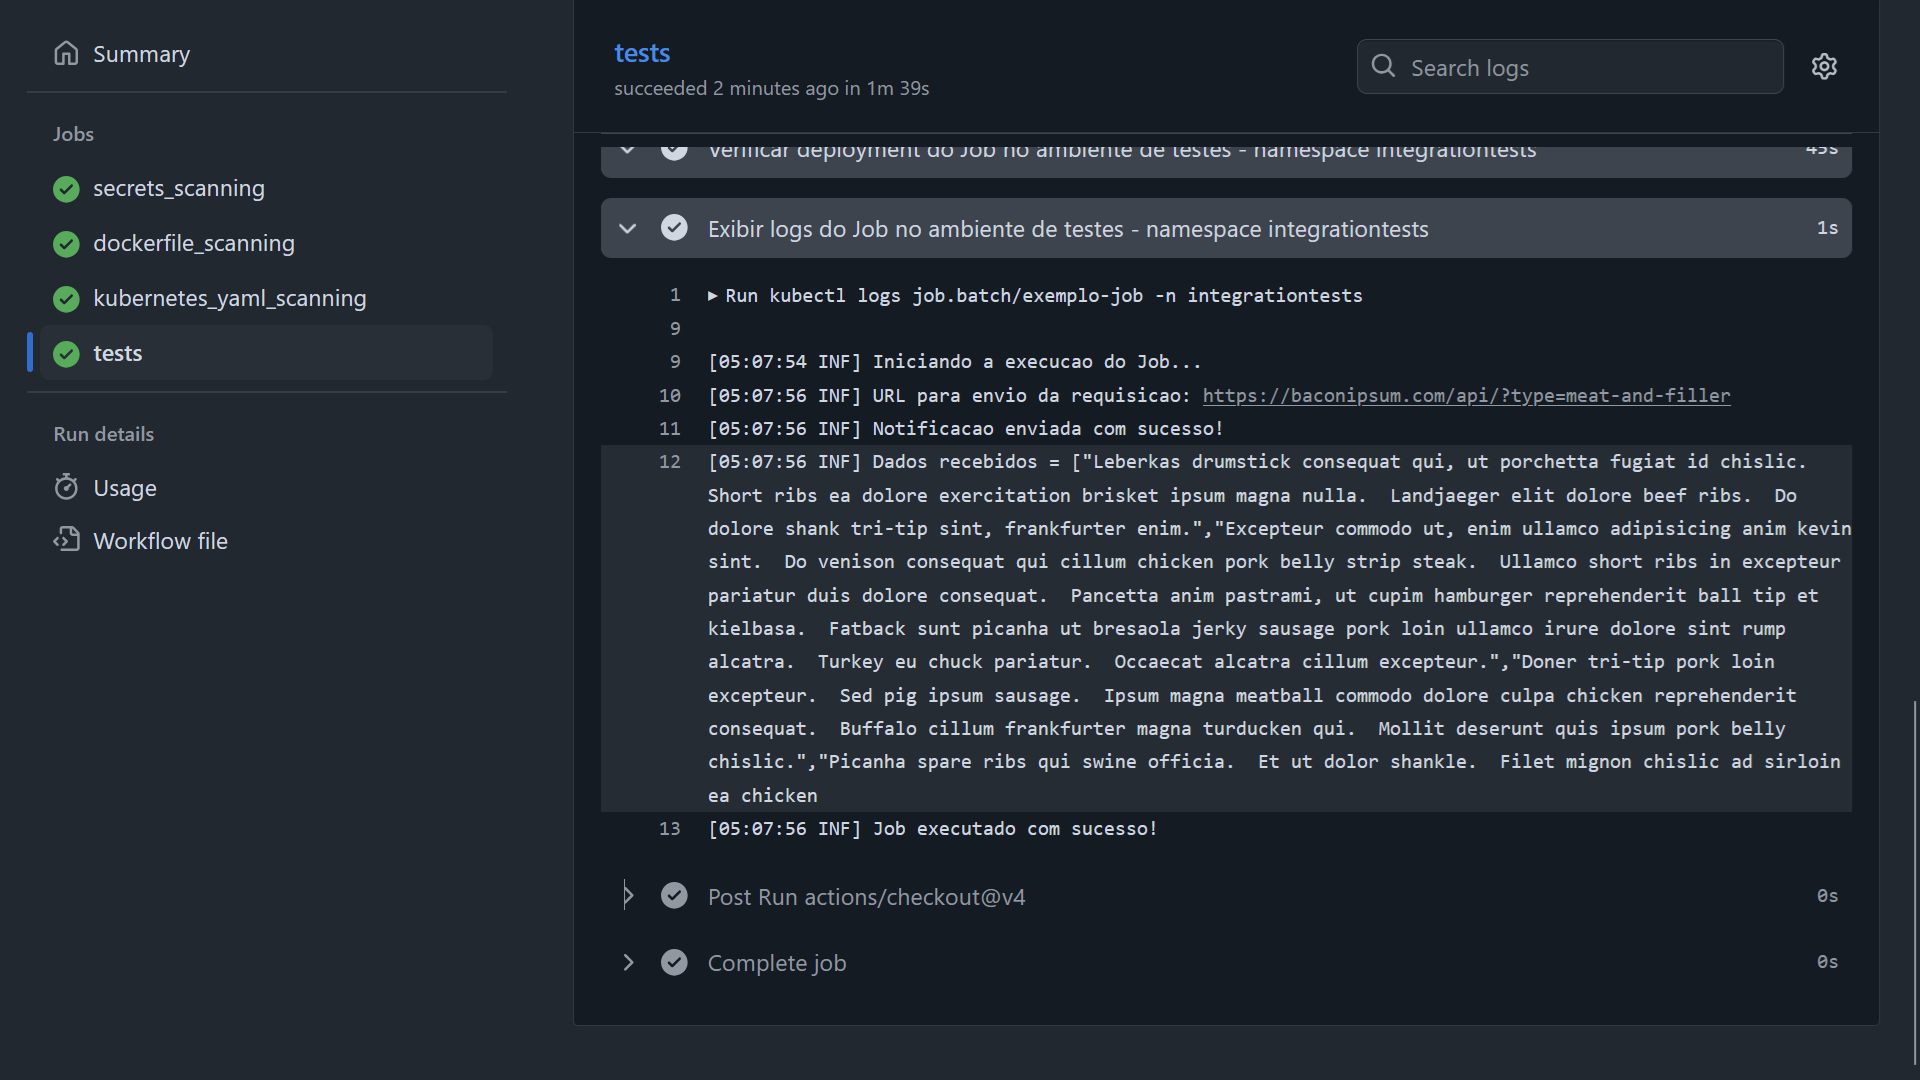 Summary
Jobs
secrets_scanning
dockerfile_scanning
kubernetes_yaml_scanning
tests
Run details
Usage
Workflow file
tests
succeeded 2 minutes ago in 1m 39s
Search logs
Verificar deployment do Job no ambiente de testes - namespace integrationtests 45s
Exibir logs do Job no ambiente de testes - namespace integrationtests 1s
1 Run kubectl logs job.batch/exemplo-job -n integrationtests
9
9 [05:07:54 INF] Iniciando a execucao do Job...
10 [05:07:56 INF] URL para envio da requisicao: https://baconipsum.com/api/?type=meat-and-filler
11 [05:07:56 INF] Notificacao enviada com sucesso!
12 [05:07:56 INF] Dados recebidos = ["Leberkas drumstick consequat qui, ut porchetta fugiat id chislic.
Short ribs ea dolore exercitation brisket ipsum magna nulla.  Landjaeger elit dolore beef ribs.  Do
dolore shank tri-tip sint, frankfurter enim.","Excepteur commodo ut, enim ullamco adipisicing anim kevin
sint.  Do venison consequat qui cillum chicken pork belly strip steak.  Ullamco short ribs in excepteur
pariatur duis dolore consequat.  Pancetta anim pastrami, ut cupim hamburger reprehenderit ball tip et
kielbasa.  Fatback sunt picanha ut bresaola jerky sausage pork loin ullamco irure dolore sint rump
alcatra.  Turkey eu chuck pariatur.  Occaecat alcatra cillum excepteur.","Doner tri-tip pork loin
excepteur.  Sed pig ipsum sausage.  Ipsum magna meatball commodo dolore culpa chicken reprehenderit
consequat.  Buffalo cillum frankfurter magna turducken qui.  Mollit deserunt quis ipsum pork belly
chislic.","Picanha spare ribs qui swine officia.  Et ut dolor shankle.  Filet mignon chislic ad sirloin
ea chicken
13 [05:07:56 INF] Job executado com sucesso!
Post Run actions/checkout@v4 0s
Complete job 0s